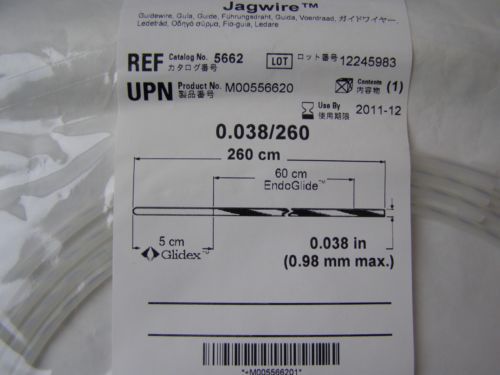 Jagwire™
Guidewire, Guía, Guide, Führungsdraht, Guida, Voerdraad, ガイドワイヤー,
Ledetråd, Οδηγό σύρμα, Fio-guia, Ledare
REF Catalog No. 5662 LOT ロット番号 12245983
カタログ番号
UPN Product No. M00556620 Contents (1)
製品番号 内容物
Use By 2011-12
使用期限
0.038/260
260 cm
60 cm
EndoGlide™
5 cm
Glidex™
0.038 in
(0.98 mm max.)
*+M005566201*